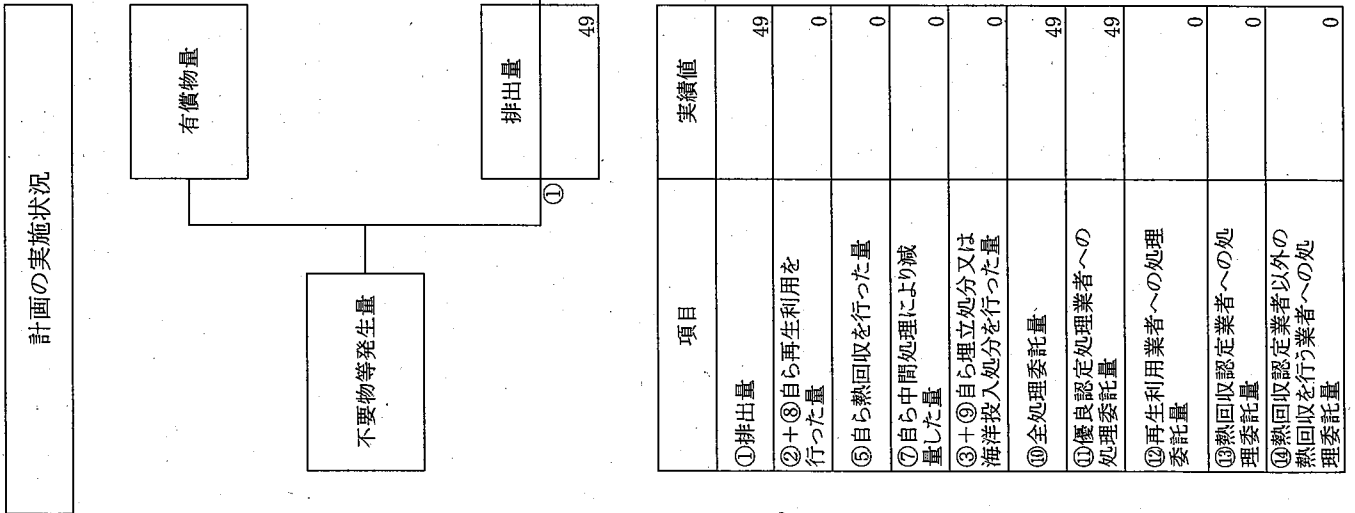 計画の実施状況
有償物量
不要物等発生量
排出量
49
①
項目
実績値
①排出量
49
②+⑧自ら再生利用を
行った量
0
⑤自ら熱回収を行った量
0
⑦自ら中間処理により減
量した量
0
③+⑨自ら埋立処分又は
海洋投入処分を行った量
0
⑩全処理委託量
49
⑪優良認定処理業者への
処理委託量
49
⑫再生利用業者への処理
委託量
0
⑬熱回収認定業者への処
理委託量
0
⑭熱回収認定業者以外の
熱回収を行う業者への処
理委託量
0